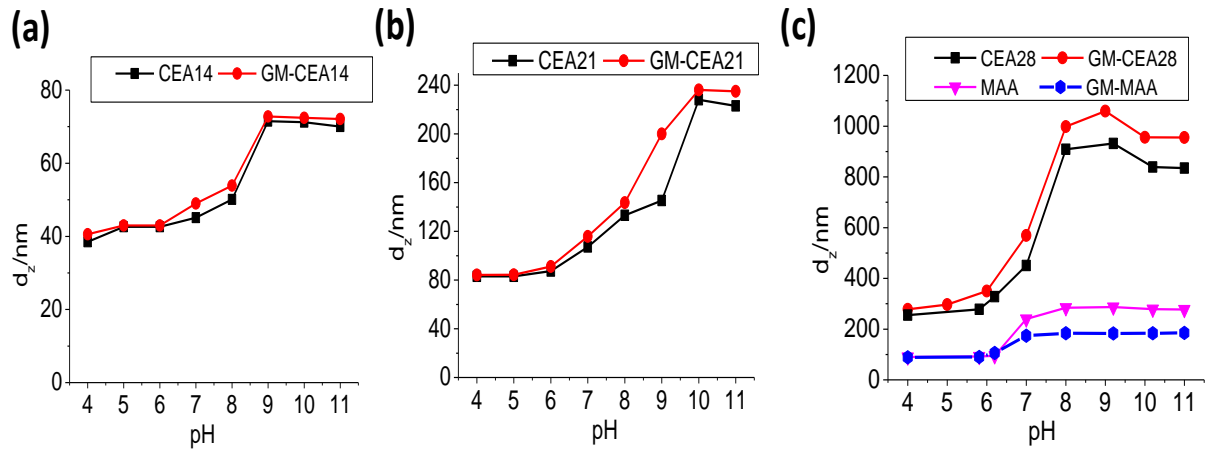 (a)
CEA14 GM-CEA14
80
60
40
20
0
d_z/nm
4 5 6 7 8 9 10 11
pH
(b)
CEA21 GM-CEA21
240
200
160
120
80
40
0
d_z/nm
4 5 6 7 8 9 10 11
pH
(c)
CEA28 GM-CEA28
MAA GM-MAA
1200
1000
800
600
400
200
0
d_z/nm
4 5 6 7 8 9 10 11
pH